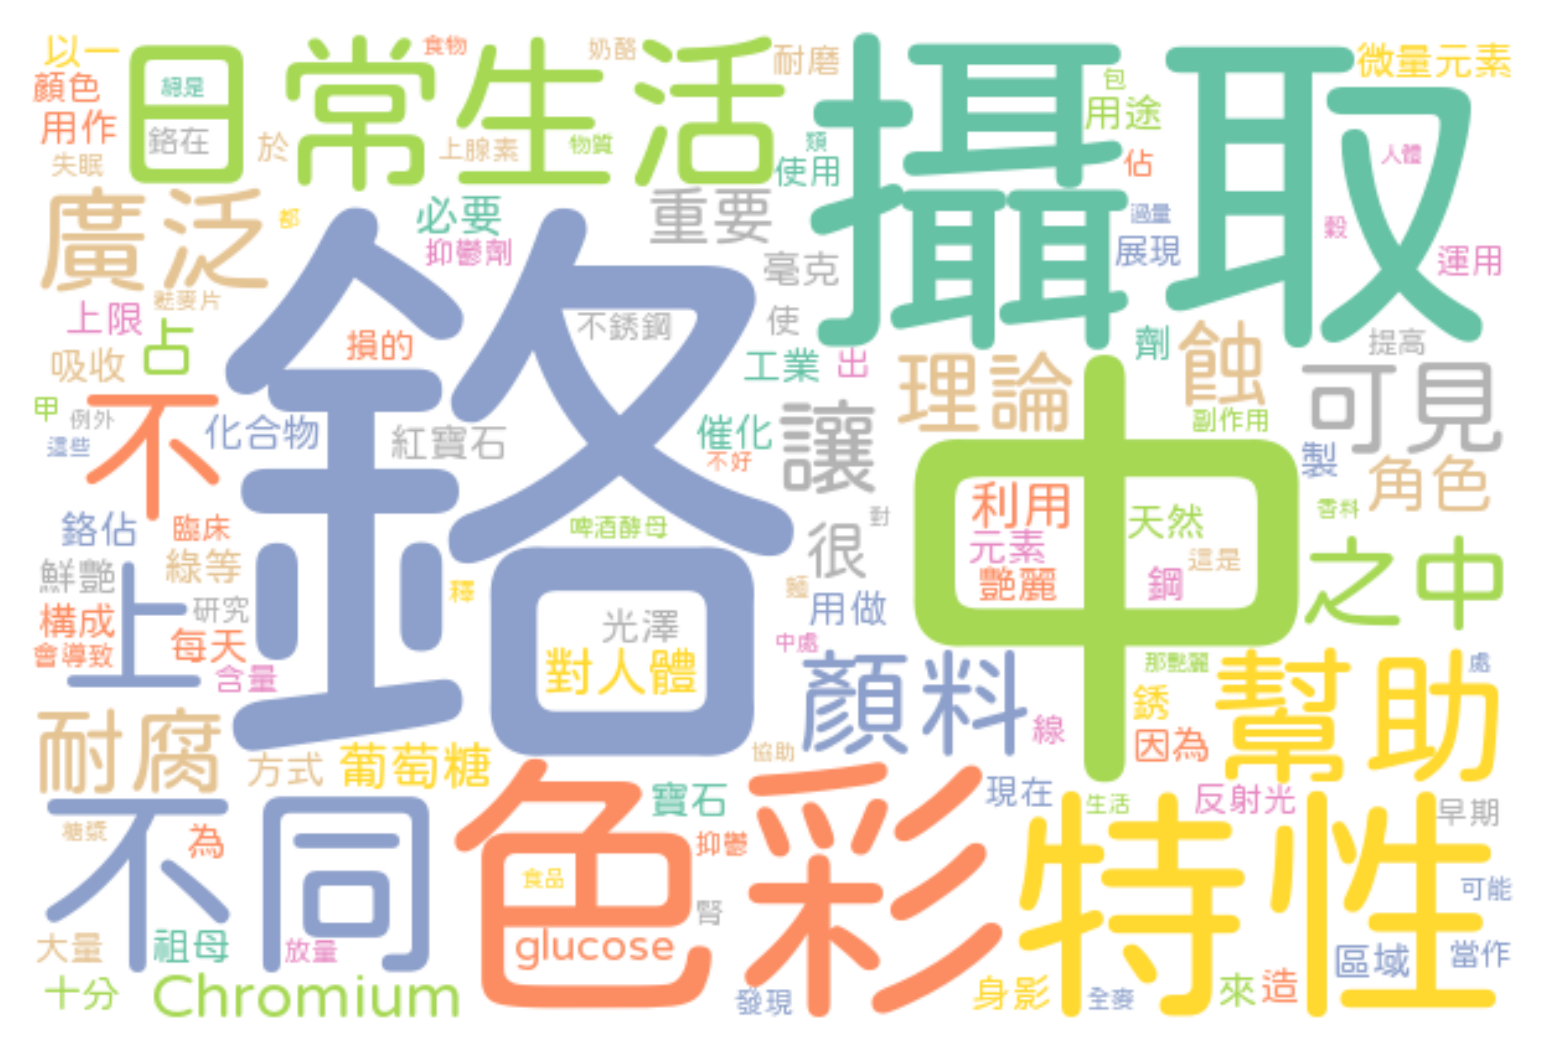 以一
日常生活
食物
奶酪
耐磨
攝取
微量元素
顏色
鉻在
用作
失眠
於
上腺素
物質
類
使用
包
用途
佔
人體
廣泛
都
必要
抑鬱劑
重要
毫克
過量
展現
穀
運用
上限
占
吸收
鉻
損的
不銹鋼
使
工業
出
劑
蝕
提高
理論
中
可見
副作用
甲
例外
這些
不
化合物
紅寶石
催化
不好
讓
製
角色
香料
鉻佔
臨床
啤酒酵母
很
對
利用
元素
艷麗
天然
這是
鋼
之中
鮮艷
綠等
研究
釋
用做
構成
上
每天
會導致
含量
光澤
對人體
中處
顏料
線
那艷麗
幫助
處
銹
因為
耐腐
方式
葡萄糖
協助
不同
糖漿
為
色彩
寶石
抑鬱
食品
腎
現在
生活
反射光
早期
特性
可能
大量
祖母
放量
glucose
區域
當作
十分
Chromium
發現
身影
全麥
來
造